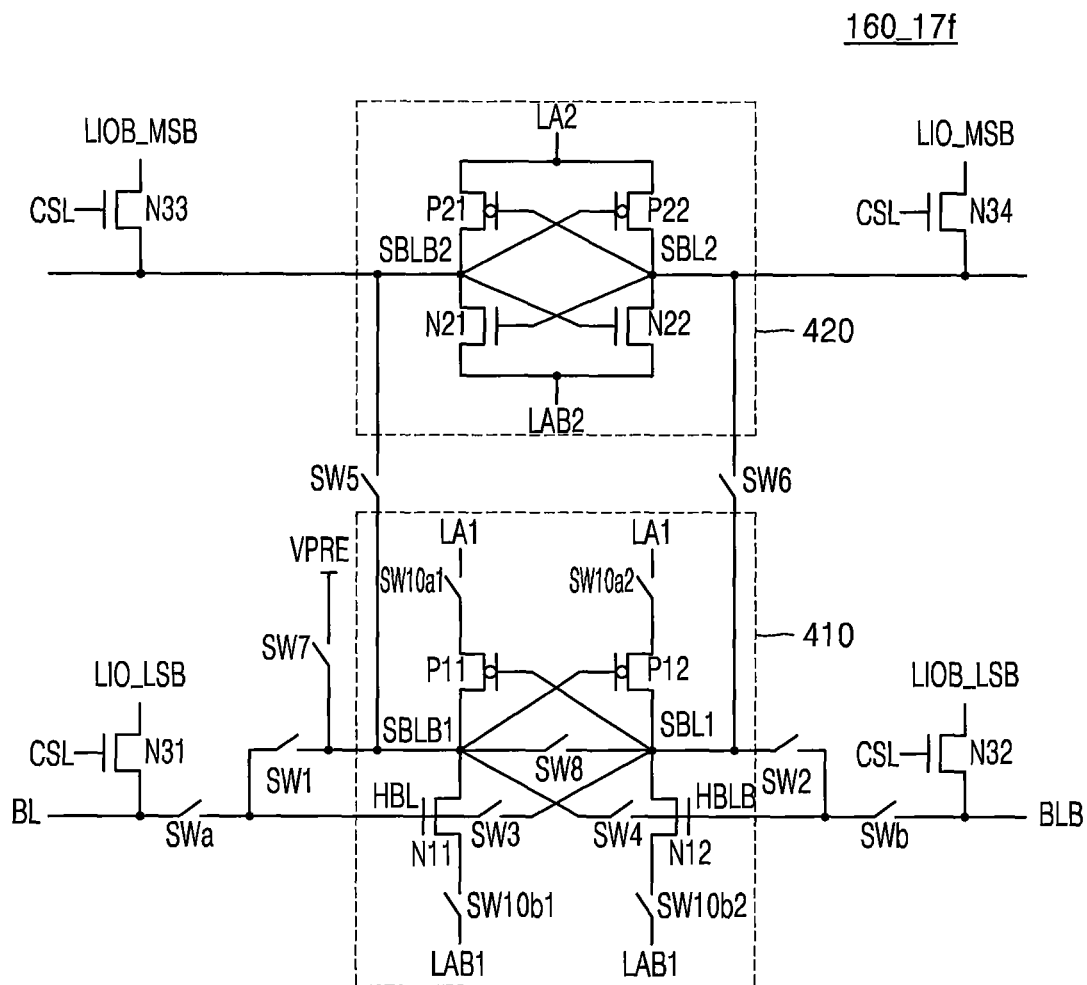 160_17f
LA2
LIOB_MSB
LIO_MSB
CSL
N33
P21
P22
CSL
N34
SBLB2
SBL2
N21
N22
420
LAB2
SW5
SW6
LA1
LA1
VPRE
SW10a1
SW10a2
410
SW7
P11
P12
LIO_LSB
LIOB_LSB
SBLB1
SBL1
CSL
N31
SW1
SW8
SW2
CSL
N32
HBL
HBLB
BL
SWa
SW3
SW4
SWb
BLB
N11
N12
SW10b1
SW10b2
LAB1
LAB1